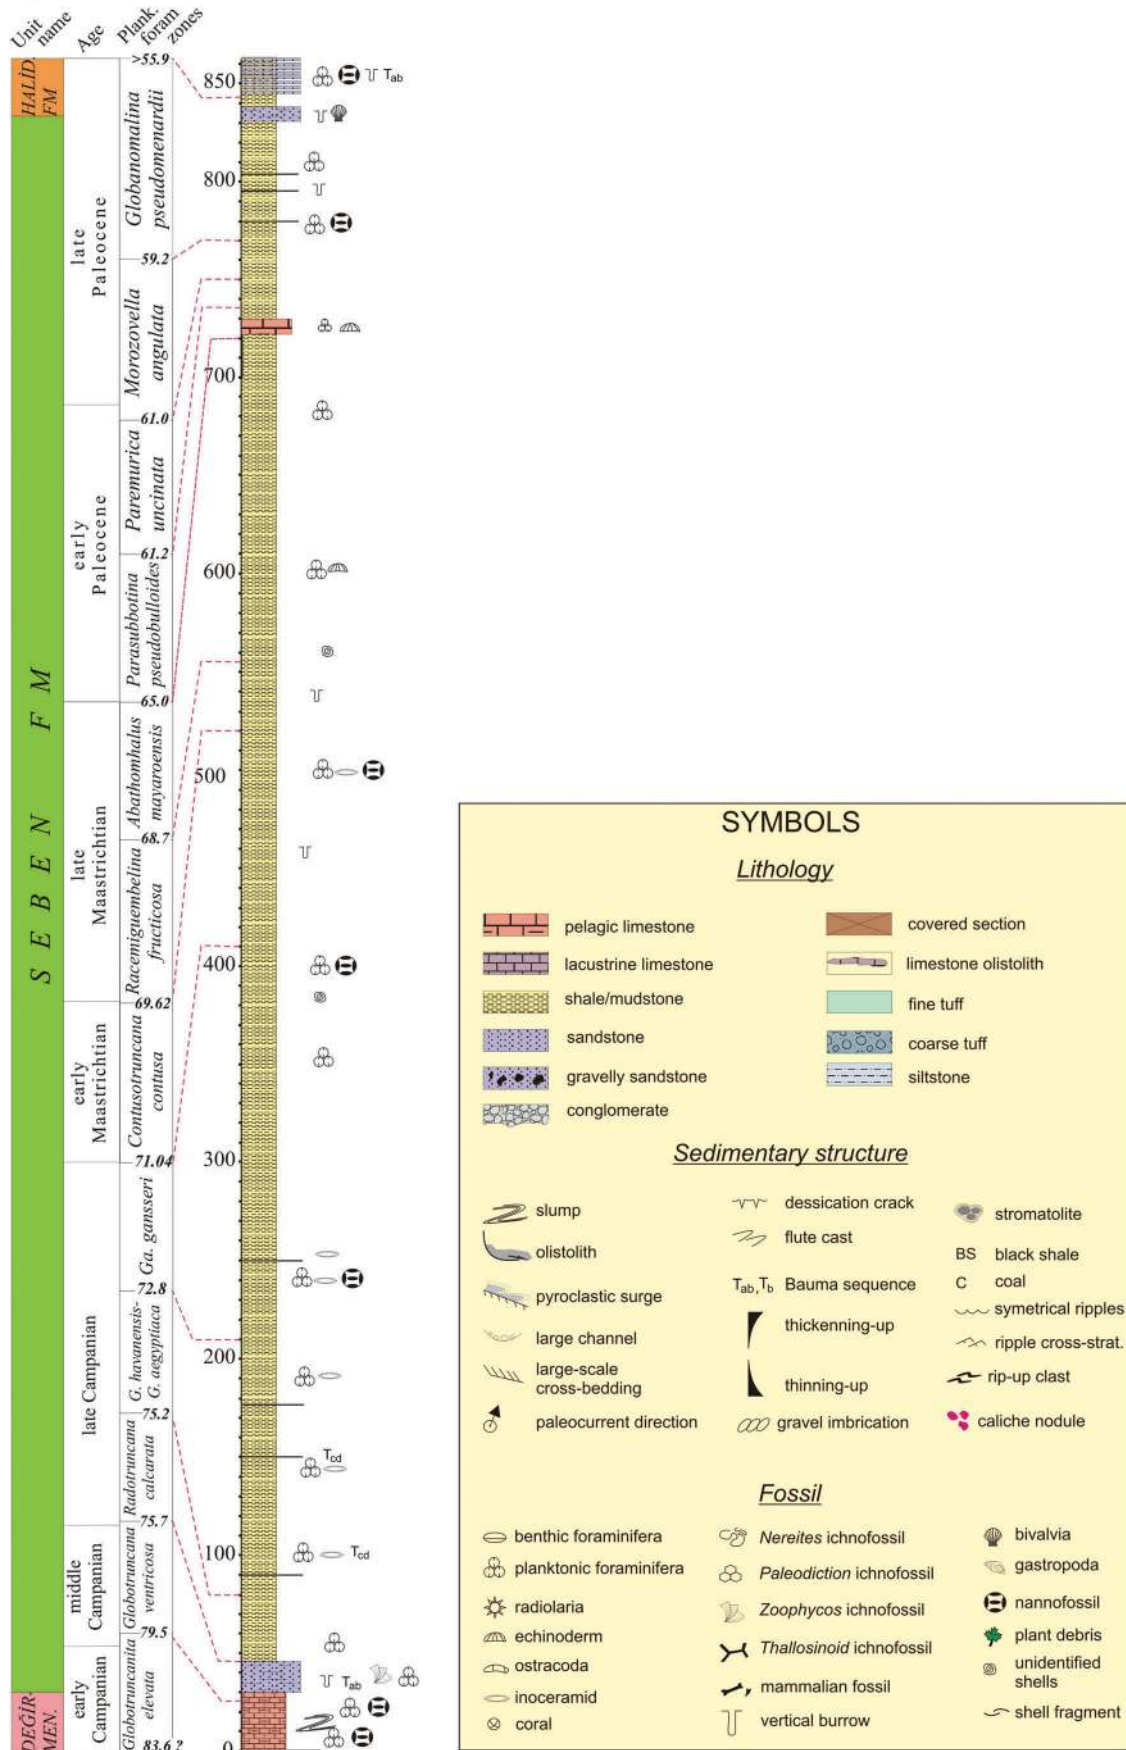 Unit name
Age
Plank. foram zones
HALİD. FM
SEBEN FM
DEĞİR-
MEN.
late
Paleocene
early
Paleocene
late
Maastrichtian
early
Maastrichtian
late Campanian
middle
Campanian
early
Campanian
>55.9
Globanomalina
pseudomenardii
59.2
Morozovella
angulata
61.0
Paremurica
uncinata
61.2
Parasubbotina
pseudobulloides
65.0
Abathomhalus
mayaroensis
68.7
Racemiguembelina
fructicosa
69.62
Contusotruncana
contusa
71.04
Ga. gansseri
72.8
G. havanensis-
G. aegyptiaca
75.2
Radotruncana
calcarata
75.7
Globotruncana
ventricosa
79.5
Globotruncanita
elevata
83.6?
850
800
700
600
500
400
300
200
100
0
Tab
Tcd
Tcd
Tab
SYMBOLS
Lithology
pelagic limestone
lacustrine limestone
shale/mudstone
sandstone
gravelly sandstone
conglomerate
covered section
limestone olistolith
fine tuff
coarse tuff
siltstone
Sedimentary structure
slump
olistolith
pyroclastic surge
large channel
large-scale
cross-bedding
paleocurrent direction
dessication crack
flute cast
Tab,Tb Bauma sequence
thickenning-up
thinning-up
gravel imbrication
stromatolite
BS black shale
C coal
symetrical ripples
ripple cross-strat.
rip-up clast
caliche nodule
Fossil
benthic foraminifera
planktonic foraminifera
radiolaria
echinoderm
ostracoda
inoceramid
coral
Nereites ichnofossil
Paleodiction ichnofossil
Zoophycos ichnofossil
Thallosinoid ichnofossil
mammalian fossil
vertical burrow
bivalvia
gastropoda
nannofossil
plant debris
unidentified
shells
shell fragment